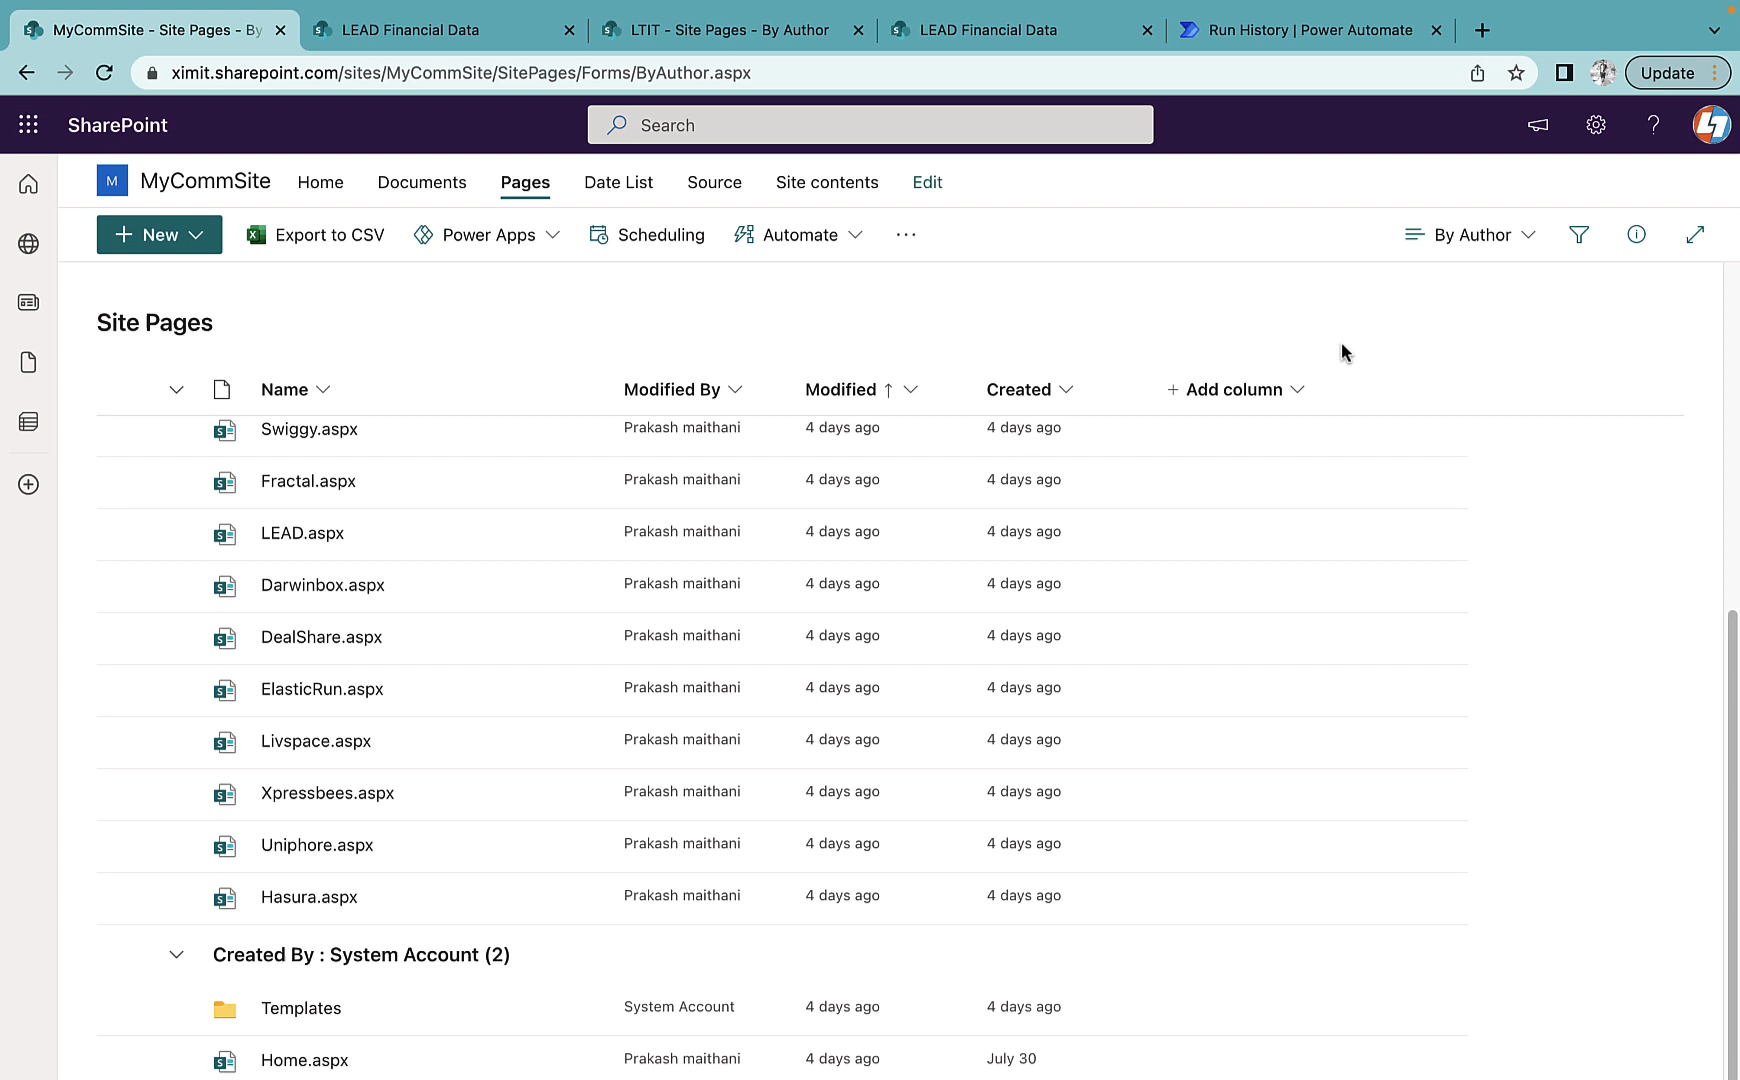 MyCommSite - Site Pages - By
LEAD Financial Data
LTIT - Site Pages - By Author
LEAD Financial Data
Run History | Power Automate
ximit.sharepoint.com/sites/MyCommSite/SitePages/Forms/ByAuthor.aspx
Update
SharePoint
Search
M
MyCommSite
Home
Documents
Pages
Date List
Source
Site contents
Edit
New
Export to CSV
Power Apps
Scheduling
Automate
By Author
Site Pages
Name
Modified By
Modified
Created
Add column
Swiggy.aspx Prakash maithani 4 days ago 4 days ago
Fractal.aspx Prakash maithani 4 days ago 4 days ago
LEAD.aspx Prakash maithani 4 days ago 4 days ago
Darwinbox.aspx Prakash maithani 4 days ago 4 days ago
DealShare.aspx Prakash maithani 4 days ago 4 days ago
ElasticRun.aspx Prakash maithani 4 days ago 4 days ago
Livspace.aspx Prakash maithani 4 days ago 4 days ago
Xpressbees.aspx Prakash maithani 4 days ago 4 days ago
Uniphore.aspx Prakash maithani 4 days ago 4 days ago
Hasura.aspx Prakash maithani 4 days ago 4 days ago
Created By : System Account (2)
Templates System Account 4 days ago 4 days ago
Home.aspx Prakash maithani 4 days ago July 30